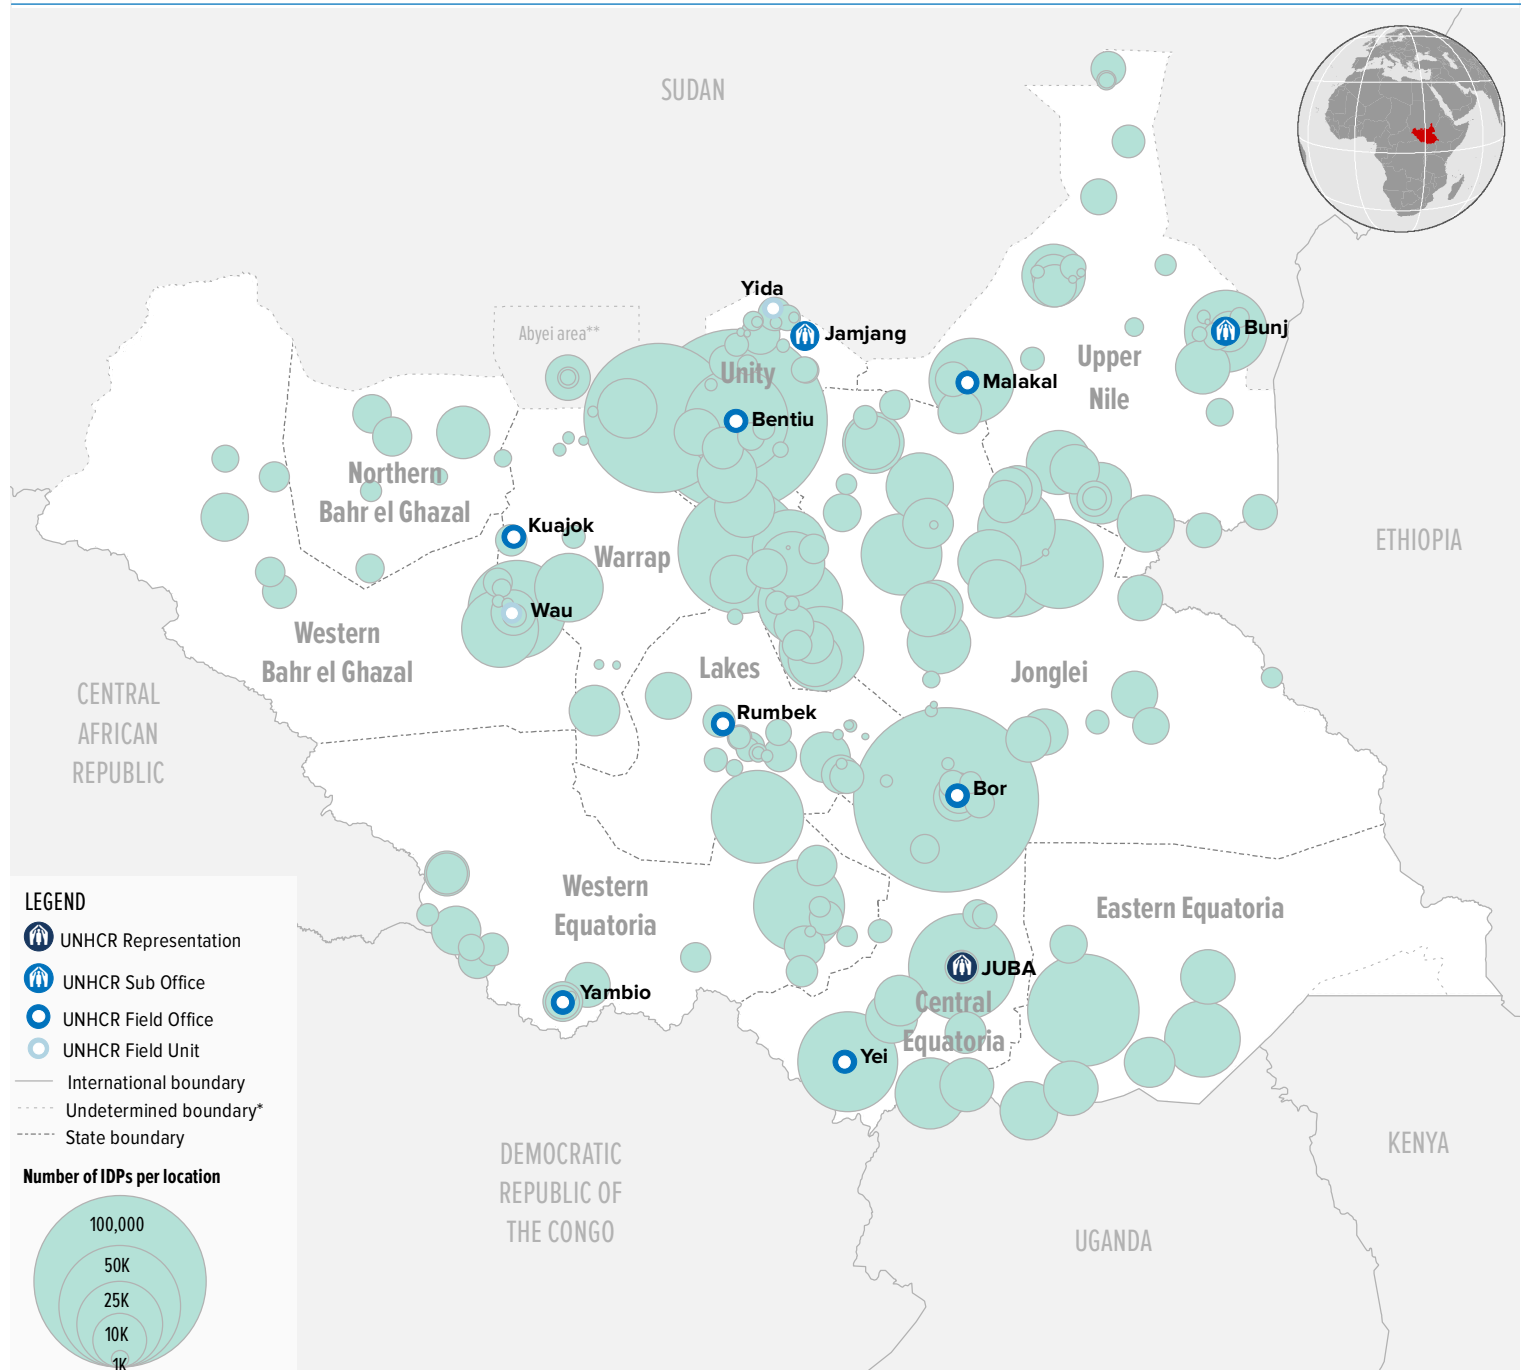 SUDAN
Yida
Jamjang
Abyei area**
Bunj
Upper
Nile
Unity
Malakal
Bentiu
Northern
Bahr el Ghazal
Kuajok
Warrap
ETHIOPIA
Wau
Western
Bahr el Ghazal
Lakes
Jonglei
CENTRAL
AFRICAN
REPUBLIC
Rumbek
Bor
Western
Equatoria
Eastern Equatoria
JUBA
Yambio
Central
Equatoria
Yei
DEMOCRATIC
REPUBLIC OF
THE CONGO
KENYA
UGANDA
LEGEND
UNHCR Representation
UNHCR Sub Office
UNHCR Field Office
UNHCR Field Unit
International boundary
Undetermined boundary*
State boundary
Number of IDPs per location
100,000
50K
25K
10K
1K